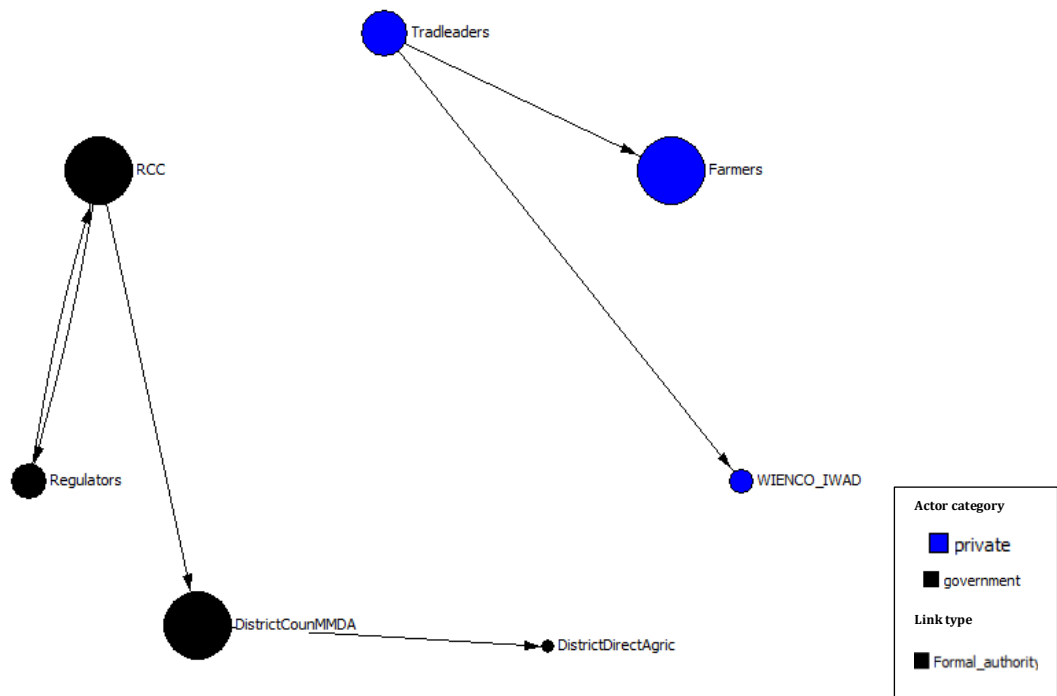 Tradleaders
RCC
Farmers
Regulators
WIENCO_IWAD
DistrictCounMMDA
DistrictDirectAgric
Actor category
private
government
Link type
Formal_authority